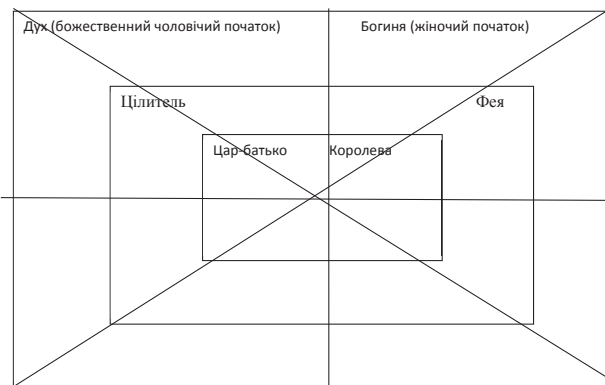 Дух (божественний чоловічий початок)
Богиня (жіночий початок)
Цілитель
Фея
Цар-батько
Королева